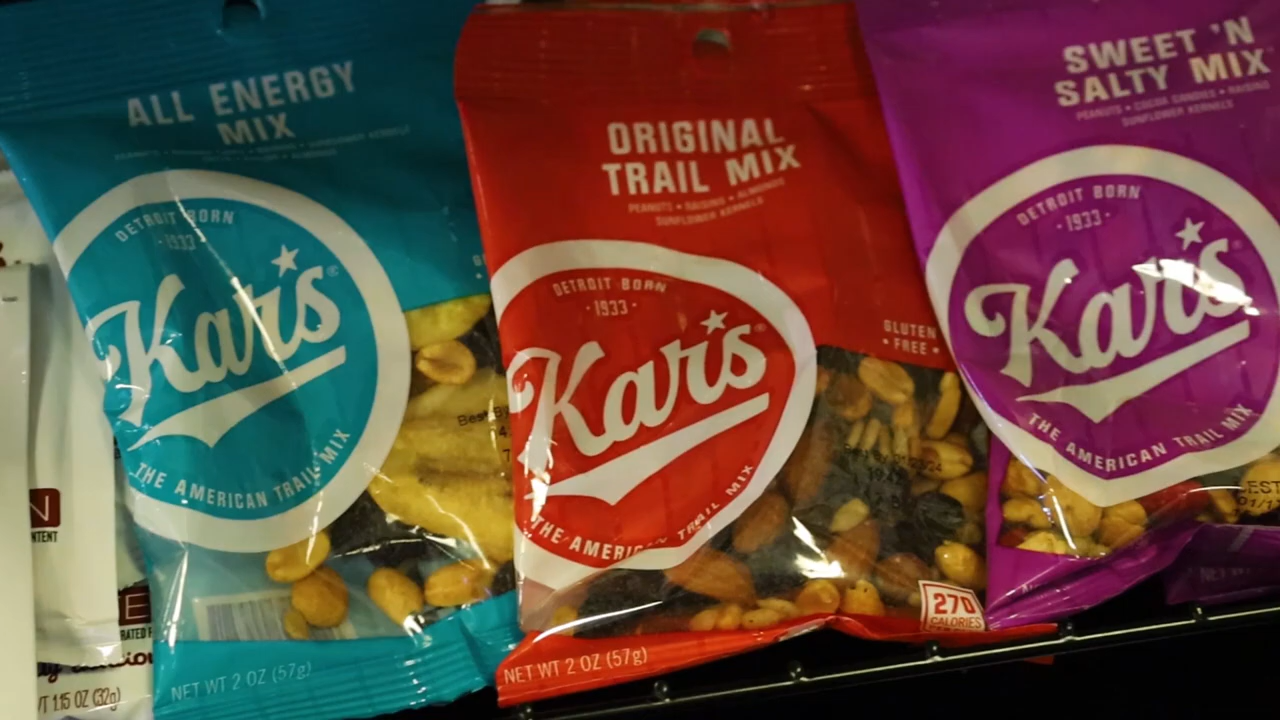 ALL ENERGY
MIX
DETROIT BORN
· 1933 ·
Kar's
THE AMERICAN TRAIL MIX
Best By
NET WT 2 OZ (57g)
ORIGINAL
TRAIL MIX
PEANUTS • RAISINS • ALMONDS
SUNFLOWER KERNELS
DETROIT BORN
· 1933 ·
Kar's
THE AMERICAN TRAIL MIX
GLUTEN
• FREE •
270
CALORIES
NET WT 2 OZ (57g)
SWEET 'N
SALTY MIX
PEANUTS • COCOA CANDIES • RAISINS
SUNFLOWER KERNELS
DETROIT BORN
· 1933 ·
Kar's
THE AMERICAN TRAIL MIX
1.15 OZ (32g)